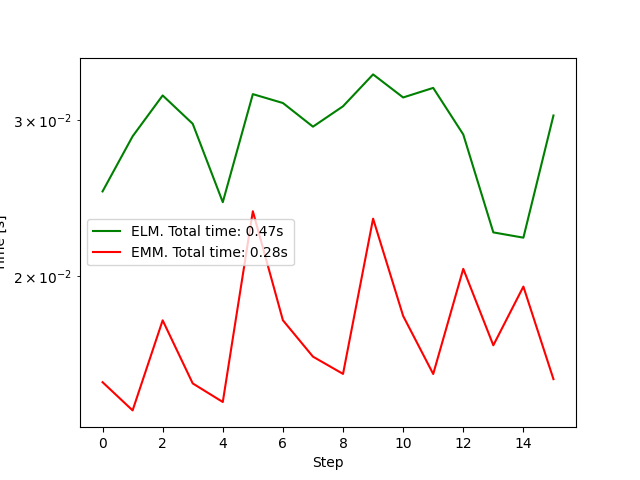 3 × 10⁻²
2 × 10⁻²
Time [s]
ELM. Total time: 0.47s
EMM. Total time: 0.28s
0 2 4 6 8 10 12 14
Step